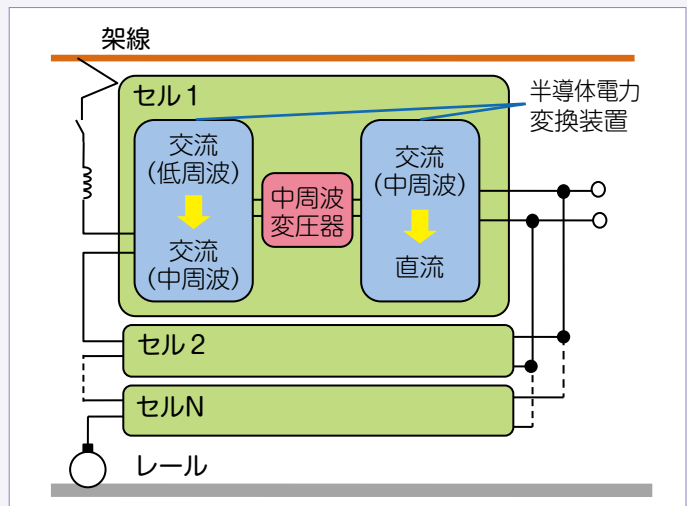 架線
セル1
半導体電力
変換装置
交流
(低周波)
交流
(中周波)
中周波
変圧器
交流
(中周波)
直流
セル2
セルN
レール